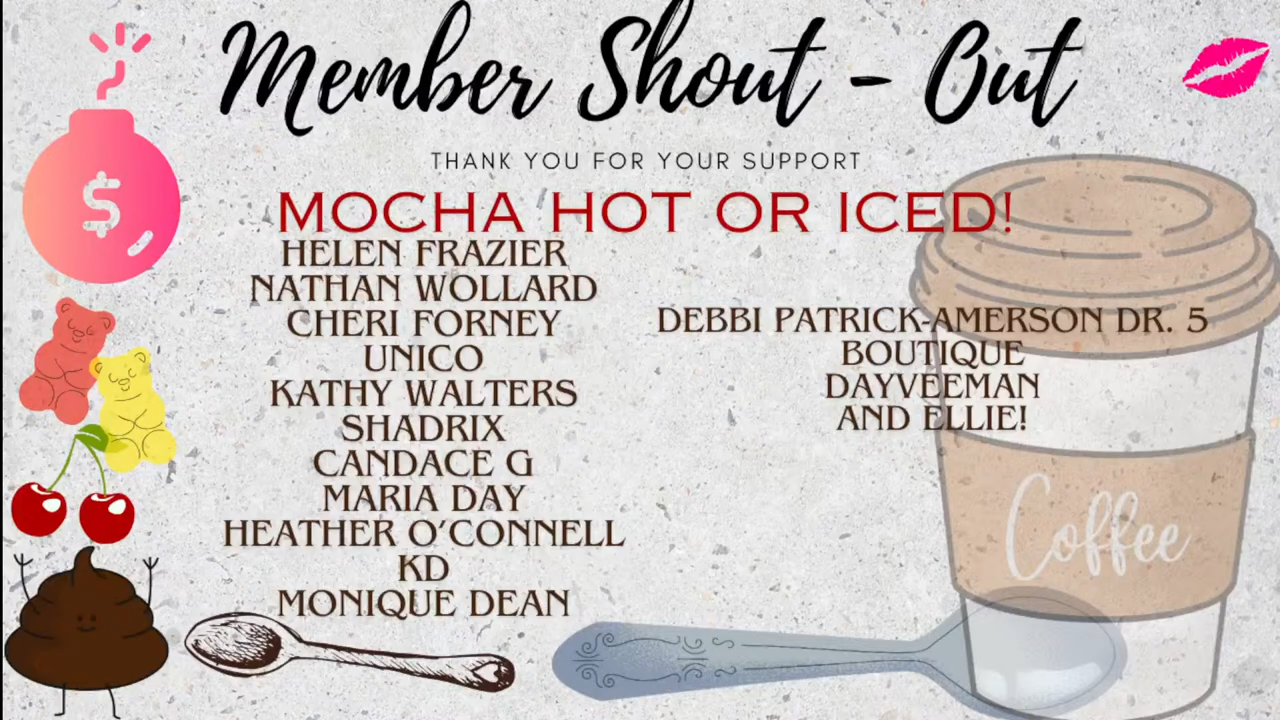 Member Shout - Out
THANK YOU FOR YOUR SUPPORT
MOCHA HOT OR ICED!
HELEN FRAZIER
NATHAN WOLLARD
CHERI FORNEY
UNICO
KATHY WALTERS
SHADRIX
CANDACE G
MARIA DAY
HEATHER O'CONNELL
KD
MONIQUE DEAN
DEBBI PATRICK-AMERSON DR. 5
BOUTIQUE
DAYVEEMAN
AND ELLIE!
Coffee
$